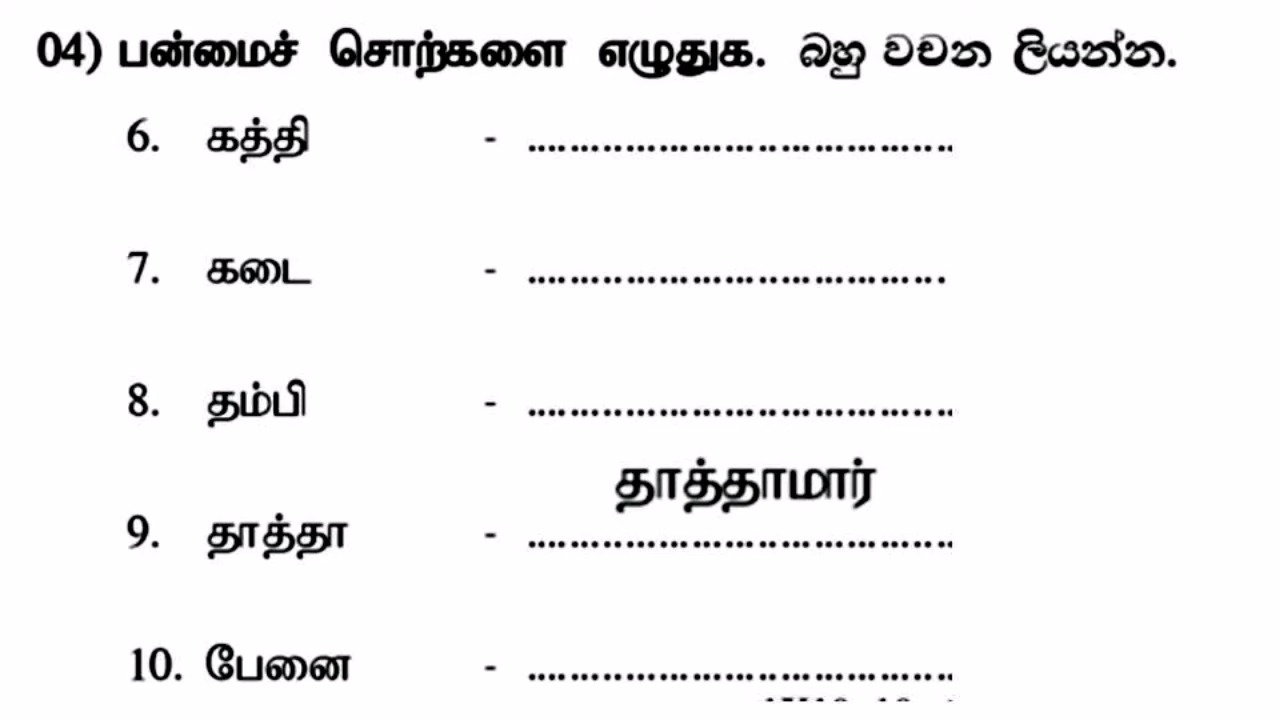 04) பன்மைச் சொற்களை எழுதுக. බහු වචන ලියන්න.
6. கத்தி - ........................................
7. கடை - ........................................
8. தம்பி - ........................................
தாத்தாமார்
9. தாத்தா - ........................................
10. பேனை - ........................................